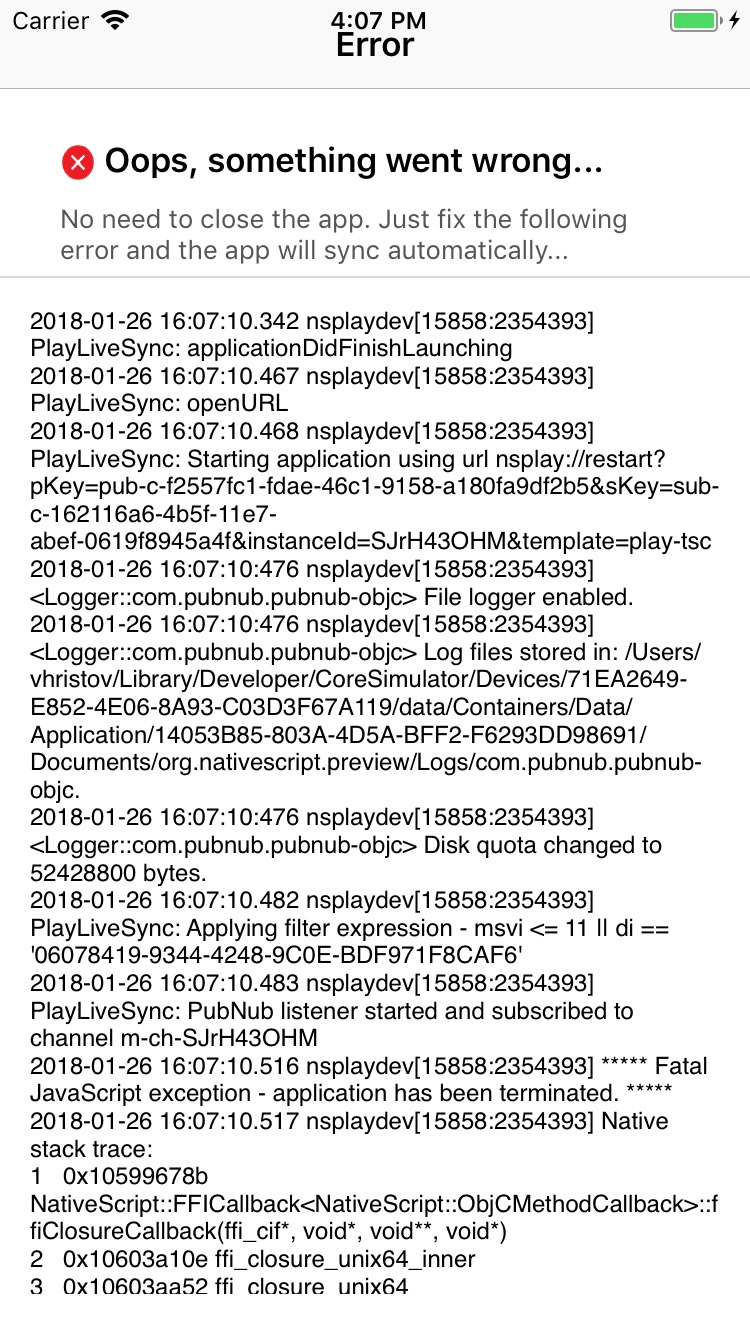 Carrier
4:07 PM
Error
Oops, something went wrong...
No need to close the app. Just fix the following
error and the app will sync automatically...
2018-01-26 16:07:10.342 nsplaydev[15858:2354393]
PlayLiveSync: applicationDidFinishLaunching
2018-01-26 16:07:10.467 nsplaydev[15858:2354393]
PlayLiveSync: openURL
2018-01-26 16:07:10.468 nsplaydev[15858:2354393]
PlayLiveSync: Starting application using url nsplay://restart?
pKey=pub-c-f2557fc1-fdae-46c1-9158-a180fa9df2b5&sKey=sub-
c-162116a6-4b5f-11e7-
abef-0619f8945a4f&instanceId=SJrH43OHM&template=play-tsc
2018-01-26 16:07:10:476 nsplaydev[15858:2354393]
<Logger::com.pubnub.pubnub-objc> File logger enabled.
2018-01-26 16:07:10:476 nsplaydev[15858:2354393]
<Logger::com.pubnub.pubnub-objc> Log files stored in: /Users/
vhristov/Library/Developer/CoreSimulator/Devices/71EA2649-
E852-4E06-8A93-C03D3F67A119/data/Containers/Data/
Application/14053B85-803A-4D5A-BFF2-F6293DD98691/
Documents/org.nativescript.preview/Logs/com.pubnub.pubnub-
objc.
2018-01-26 16:07:10:476 nsplaydev[15858:2354393]
<Logger::com.pubnub.pubnub-objc> Disk quota changed to
52428800 bytes.
2018-01-26 16:07:10.482 nsplaydev[15858:2354393]
PlayLiveSync: Applying filter expression - msvi <= 11 || di ==
'06078419-9344-4248-9C0E-BDF971F8CAF6'
2018-01-26 16:07:10.483 nsplaydev[15858:2354393]
PlayLiveSync: PubNub listener started and subscribed to
channel m-ch-SJrH43OHM
2018-01-26 16:07:10.516 nsplaydev[15858:2354393] ***** Fatal
JavaScript exception - application has been terminated. *****
2018-01-26 16:07:10.517 nsplaydev[15858:2354393] Native
stack trace:
1 0x10599678b
NativeScript::FFICallback<NativeScript::ObjCMethodCallback>::f
fiClosureCallback(ffi_cif*, void*, void**, void*)
2 0x10603a10e ffi_closure_unix64_inner
3 0x10603aa52 ffi_closure_unix64